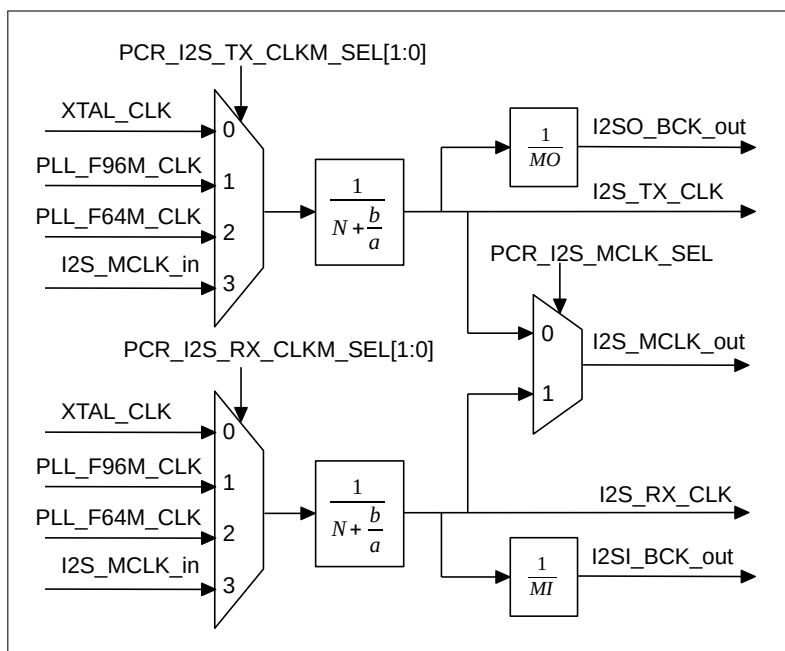 PCR_I2S_TX_CLKM_SEL[1:0]
XTAL_CLK
0
PLL_F96M_CLK
1
PLL_F64M_CLK
2
I2S_MCLK_in
3
1
N + b
a
1
MO
I2SO_BCK_out
I2S_TX_CLK
PCR_I2S_MCLK_SEL
0
I2S_MCLK_out
1
PCR_I2S_RX_CLKM_SEL[1:0]
XTAL_CLK
0
PLL_F96M_CLK
1
PLL_F64M_CLK
2
I2S_MCLK_in
3
1
N + b
a
I2S_RX_CLK
1
MI
I2SI_BCK_out